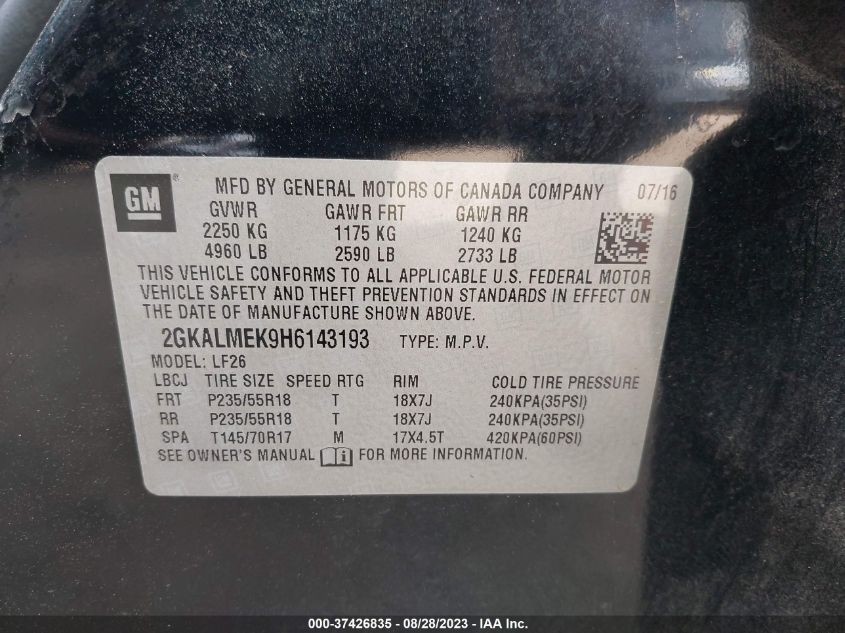 GM ® MFD BY GENERAL MOTORS OF CANADA COMPANY 07/16
GVWR GAWR FRT GAWR RR
2250 KG 1175 KG 1240 KG
4960 LB 2590 LB 2733 LB
THIS VEHICLE CONFORMS TO ALL APPLICABLE U.S. FEDERAL MOTOR
VEHICLE SAFETY AND THEFT PREVENTION STANDARDS IN EFFECT ON
THE DATE OF MANUFACTURE SHOWN ABOVE.
2GKALMEK9H6143193 TYPE: M.P.V.
MODEL: LF26
LBCJ TIRE SIZE SPEED RTG RIM COLD TIRE PRESSURE
FRT P235/55R18 T 18X7J 240KPA(35PSI)
RR P235/55R18 T 18X7J 240KPA(35PSI)
SPA T145/70R17 M 17X4.5T 420KPA(60PSI)
SEE OWNER'S MANUAL i FOR MORE INFORMATION.
000-37426835 - 08/28/2023 - IAA Inc.